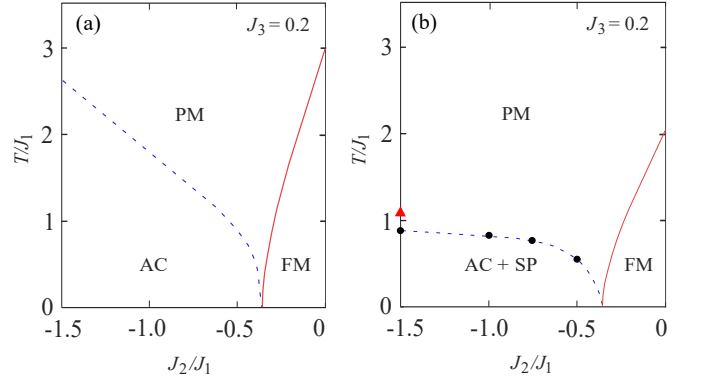 (a)
J₃ = 0.2
3
2
1
0
T/J₁
PM
AC
FM
-1.5
-1.0
-0.5
0
J₂/J₁
(b)
J₃ = 0.2
3
2
1
0
T/J₁
PM
AC + SP
FM
-1.5
-1.0
-0.5
0
J₂/J₁